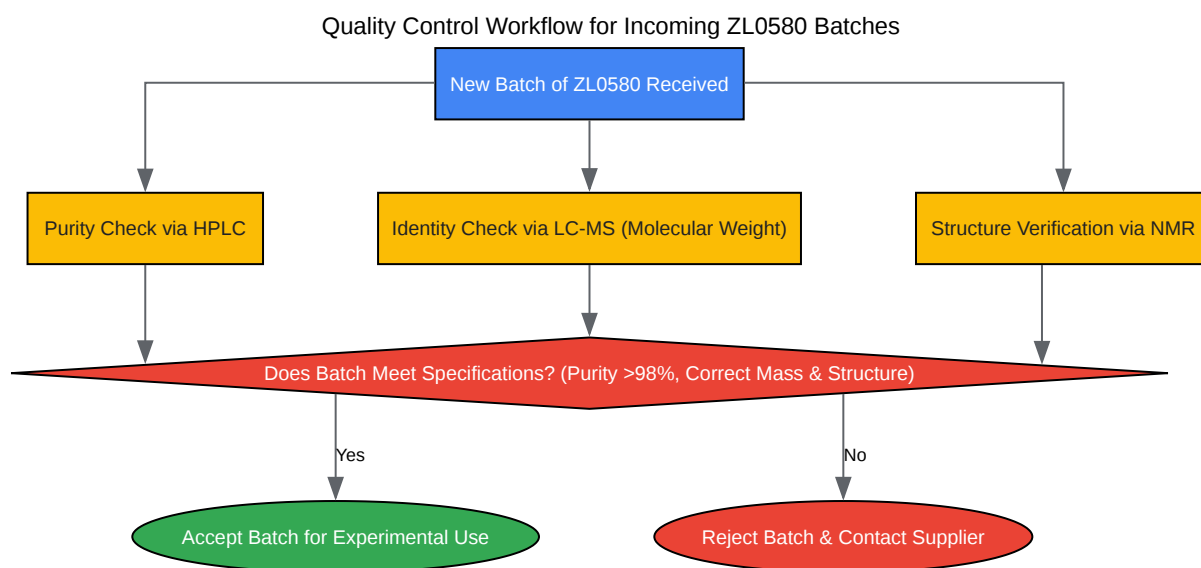 Quality Control Workflow for Incoming ZL0580 Batches
New Batch of ZL0580 Received
Purity Check via HPLC
Identity Check via LC-MS (Molecular Weight)
Structure Verification via NMR
Does Batch Meet Specifications? (Purity >98%, Correct Mass & Structure)
Yes
No
Accept Batch for Experimental Use
Reject Batch & Contact Supplier